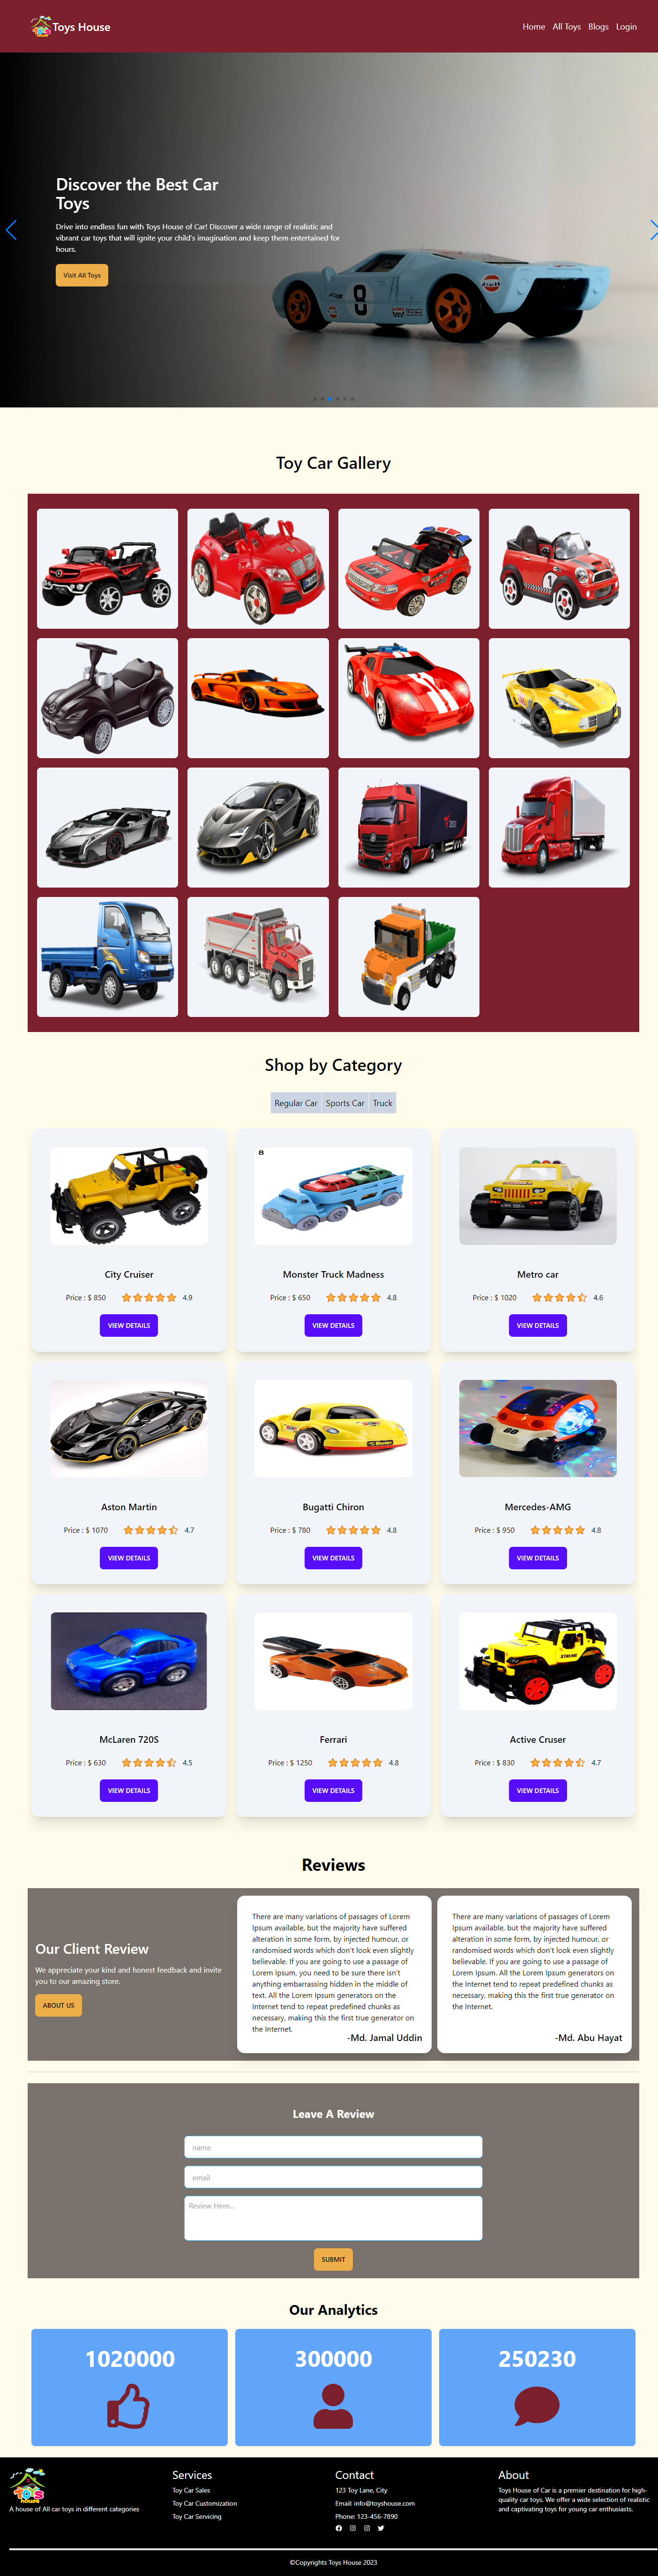 Toys House
Home All Toys Blogs Login
Discover the Best Car
Toys
Drive into endless fun with Toys House of Car! Discover a wide range of realistic and
vibrant car toys that will ignite your child's imagination and keep them entertained for
hours.
Visit All Toys
8
Toy Car Gallery
1
Shop by Category
Regular Car Sports Car Truck
8
City Cruiser
Price : $ 850 4.9
VIEW DETAILS
Monster Truck Madness
Price : $ 650 4.8
VIEW DETAILS
Metro car
Price : $ 1020 4.6
VIEW DETAILS
Aston Martin
Price : $ 1070 4.7
VIEW DETAILS
Bugatti Chiron
Price : $ 780 4.8
VIEW DETAILS
Mercedes-AMG
Price : $ 950 4.8
VIEW DETAILS
McLaren 720S
Price : $ 630 4.5
VIEW DETAILS
Ferrari
Price : $ 1250 4.8
VIEW DETAILS
XTREME
Active Cruser
Price : $ 830 4.7
VIEW DETAILS
Reviews
Our Client Review
We appreciate your kind and honest feedback and invite
you to our amazing store.
ABOUT US
There are many variations of passages of Lorem
Ipsum available, but the majority have suffered
alteration in some form, by injected humour, or
randomised words which don't look even slightly
believable. If you are going to use a passage of
Lorem Ipsum, you need to be sure there isn't
anything embarrassing hidden in the middle of
text. All the Lorem Ipsum generators on the
Internet tend to repeat predefined chunks as
necessary, making this the first true generator on
the Internet.
-Md. Jamal Uddin
There are many variations of passages of Lorem
Ipsum available, but the majority have suffered
alteration in some form, by injected humour, or
randomised words which don't look even slightly
believable. If you are going to use a passage of
Lorem Ipsum. All the Lorem Ipsum generators on
the Internet tend to repeat predefined chunks as
necessary, making this the first true generator on
the Internet.
-Md. Abu Hayat
Leave A Review
name
email
Review Here...
SUBMIT
Our Analytics
1020000
300000
250230
TOYS
house
A house of All car toys in different categories
Services
Toy Car Sales
Toy Car Customization
Toy Car Servicing
Contact
123 Toy Lane, City
Email: info@toyshouse.com
Phone: 123-456-7890
About
Toys House of Car is a premier destination for high-
quality car toys. We offer a wide selection of realistic
and captivating toys for young car enthusiasts.
©Copyrights Toys House 2023